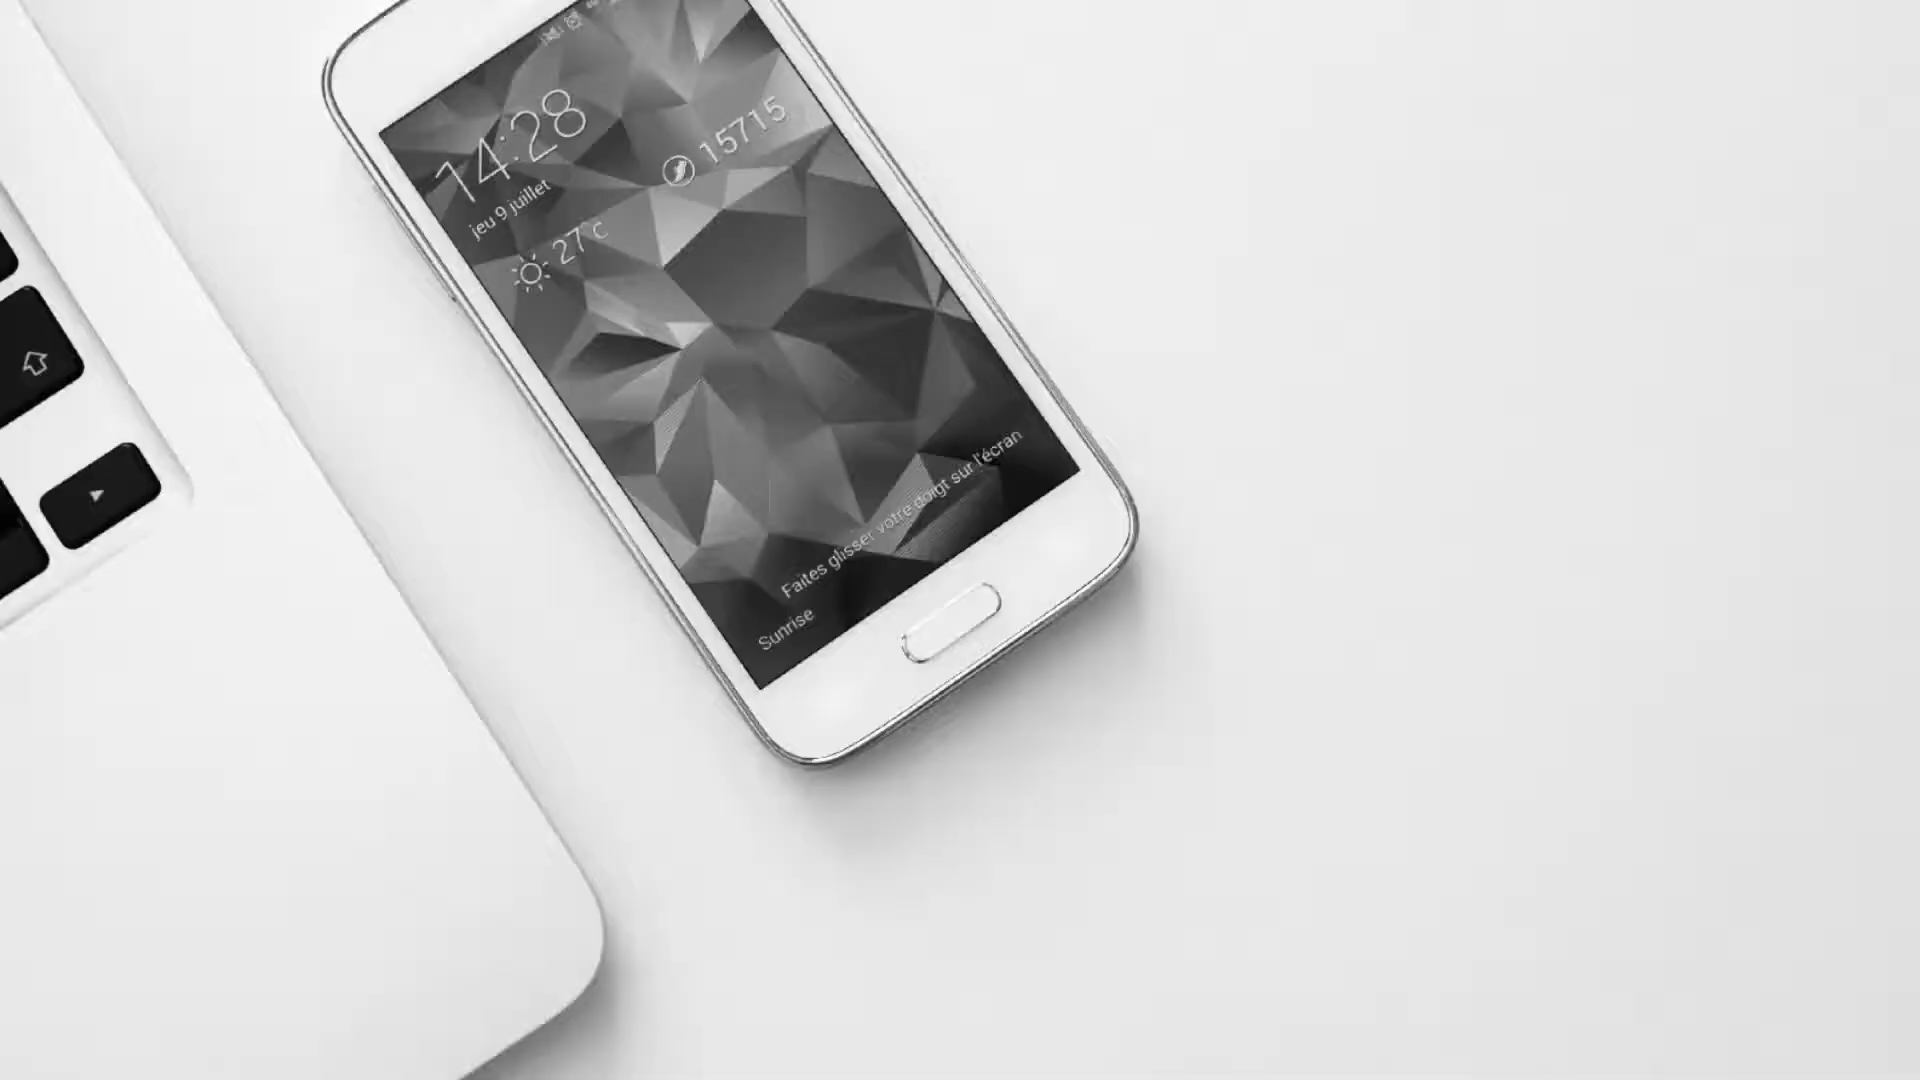 14:28
15715
jeu 9 juillet
27°C
Faites glisser votre doigt sur l'écran
Sunrise